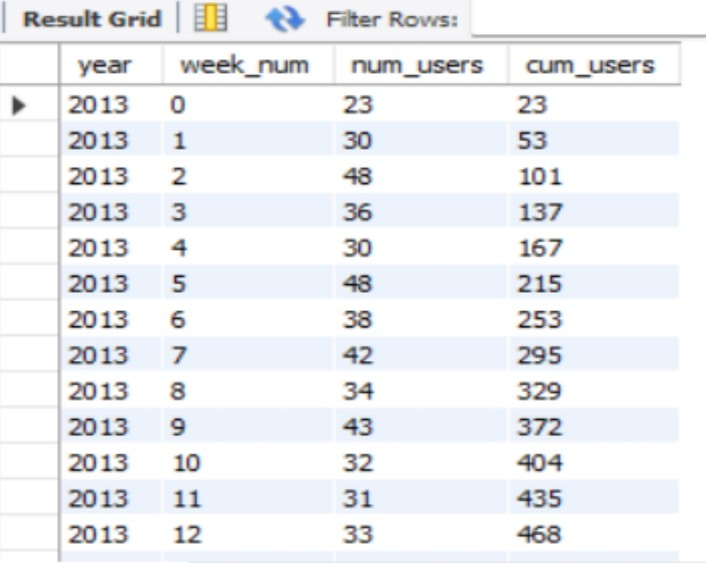 Result Grid Filter Rows:
year week_num num_users cum_users
2013 0 23 23
2013 1 30 53
2013 2 48 101
2013 3 36 137
2013 4 30 167
2013 5 48 215
2013 6 38 253
2013 7 42 295
2013 8 34 329
2013 9 43 372
2013 10 32 404
2013 11 31 435
2013 12 33 468